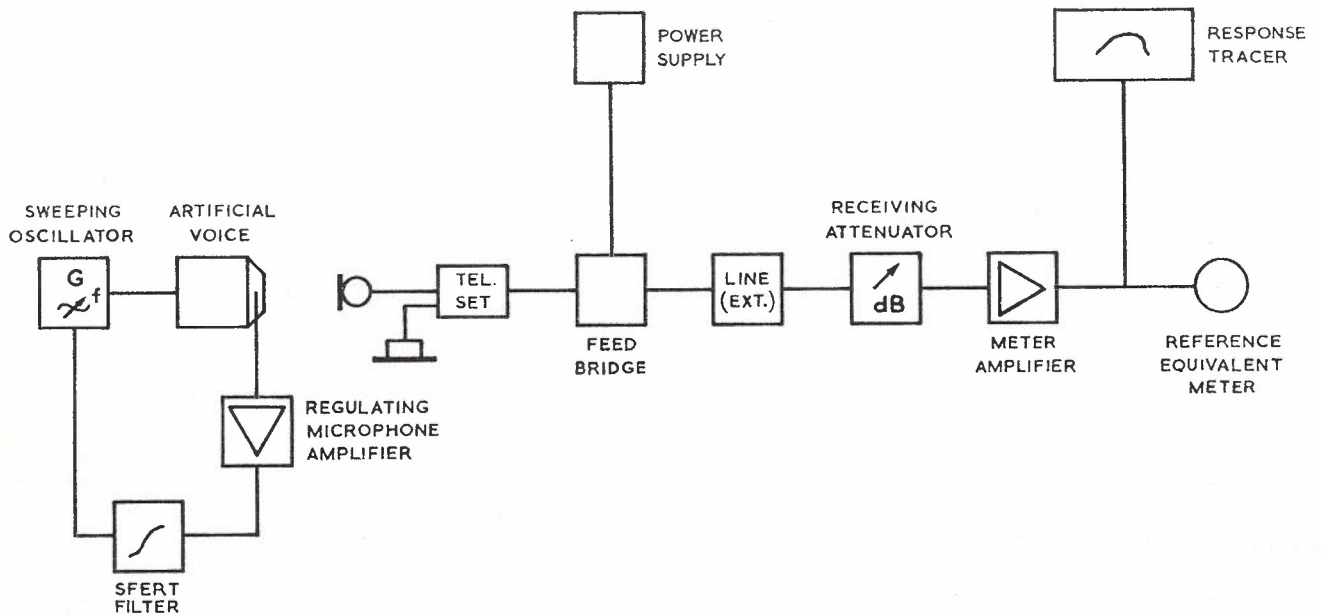 POWER
SUPPLY
RESPONSE
TRACER
SWEEPING
OSCILLATOR
G
f
ARTIFICIAL
VOICE
TEL.
SET
FEED
BRIDGE
LINE
(EXT.)
RECEIVING
ATTENUATOR
dB
METER
AMPLIFIER
REFERENCE
EQUIVALENT
METER
REGULATING
MICROPHONE
AMPLIFIER
SFERT
FILTER